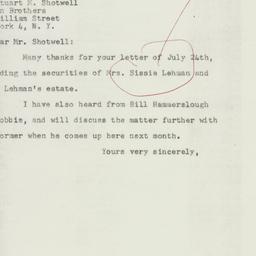 tuart M. Shotwell
n Brothers
illiam Street
ork 4, N. Y.
ar Mr. Shotwell:
Many thanks for your letter of July 24th,
ding the securities of Mrs. Sissie Lehman and
Lehman's estate.
I have also heard from Bill Hammerslough
obbie, and will discuss the matter further with
ormer when he comes up here next month.
Yours very sincerely,